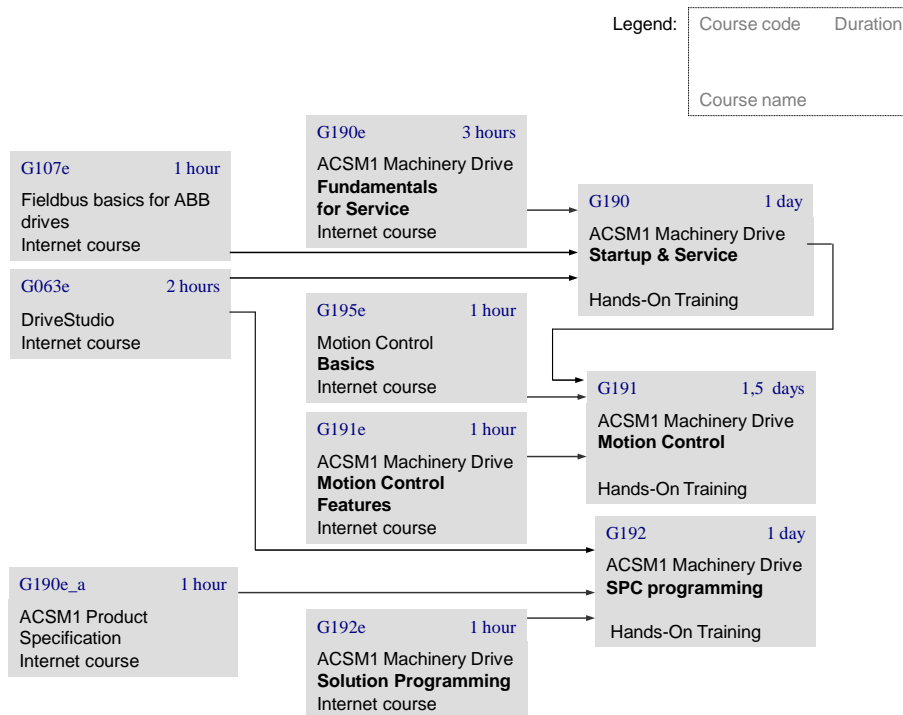 Legend:
Course code Duration
Course name
G190e 3 hours
ACSM1 Machinery Drive
Fundamentals
for Service
Internet course
G107e 1 hour
Fieldbus basics for ABB
drives
Internet course
G190 1 day
ACSM1 Machinery Drive
Startup & Service
Hands-On Training
G063e 2 hours
DriveStudio
Internet course
G195e 1 hour
Motion Control
Basics
Internet course
G191 1,5 days
ACSM1 Machinery Drive
Motion Control
Hands-On Training
G191e 1 hour
ACSM1 Machinery Drive
Motion Control
Features
Internet course
G192 1 day
ACSM1 Machinery Drive
SPC programming
Hands-On Training
G190e_a 1 hour
ACSM1 Product
Specification
Internet course
G192e 1 hour
ACSM1 Machinery Drive
Solution Programming
Internet course